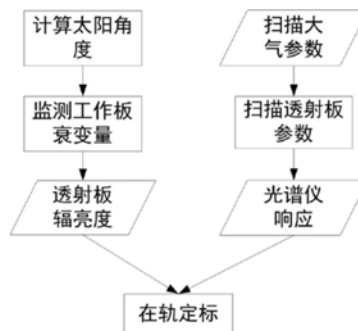 计算太阳角
度
扫描大
气参数
监测工作板
衰变量
扫描透射板
参数
透射板
辐亮度
光谱仪
响应
在轨定标